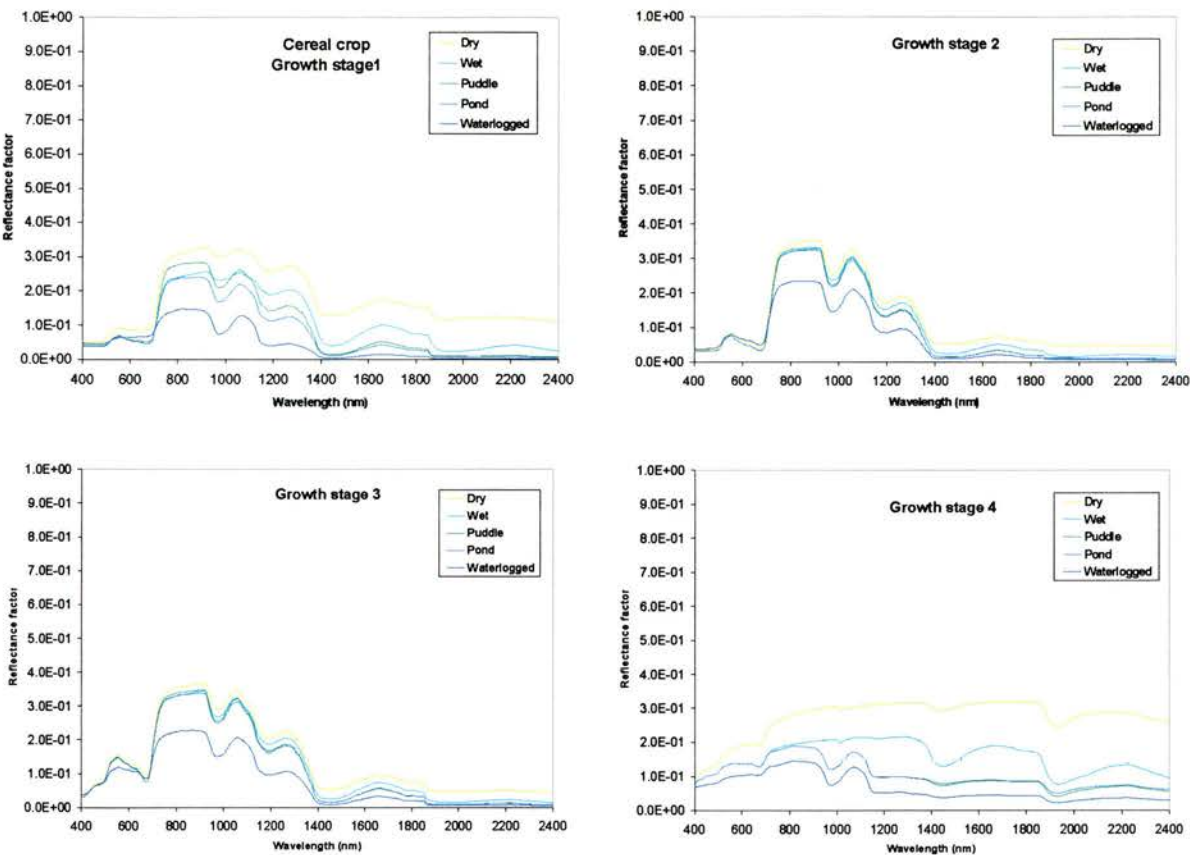 Cereal crop
Growth stage1
Dry
Wet
Puddle
Pond
Waterlogged
Reflectance factor
1.0E+00
9.0E-01
8.0E-01
7.0E-01
6.0E-01
5.0E-01
4.0E-01
3.0E-01
2.0E-01
1.0E-01
0.0E+00
400 600 800 1000 1200 1400 1600 1800 2000 2200 2400
Wavelength (nm)
Growth stage 2
Dry
Wet
Puddle
Pond
Waterlogged
Reflectance factor
1.0E+00
9.0E-01
8.0E-01
7.0E-01
6.0E-01
5.0E-01
4.0E-01
3.0E-01
2.0E-01
1.0E-01
0.0E+00
400 600 800 1000 1200 1400 1600 1800 2000 2200 2400
Wavelength (nm)
Growth stage 3
Dry
Wet
Puddle
Pond
Waterlogged
Reflectance factor
1.0E+00
9.0E-01
8.0E-01
7.0E-01
6.0E-01
5.0E-01
4.0E-01
3.0E-01
2.0E-01
1.0E-01
0.0E+00
400 600 800 1000 1200 1400 1600 1800 2000 2200 2400
Wavelength (nm)
Growth stage 4
Dry
Wet
Puddle
Pond
Waterlogged
Reflectance factor
1.0E+00
9.0E-01
8.0E-01
7.0E-01
6.0E-01
5.0E-01
4.0E-01
3.0E-01
2.0E-01
1.0E-01
0.0E+00
400 600 800 1000 1200 1400 1600 1800 2000 2200 2400
Wavelength (nm)